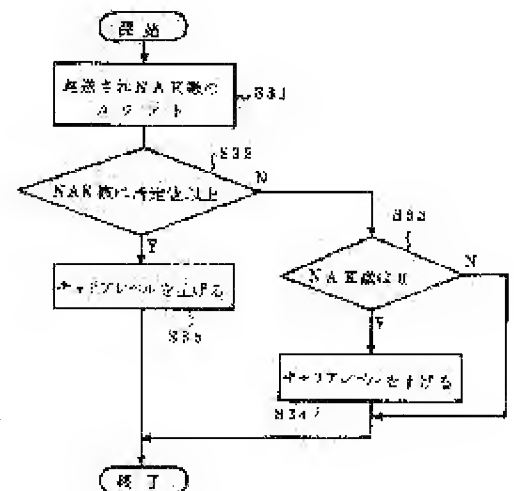 開始
返送されNAK数の
カウント
S31
S32
NAK数は所定値以上
N
Y
S33
キャリアレベルを上げる
NAK数は0
N
S35
Y
キャリアレベルを下げる
S34
終了